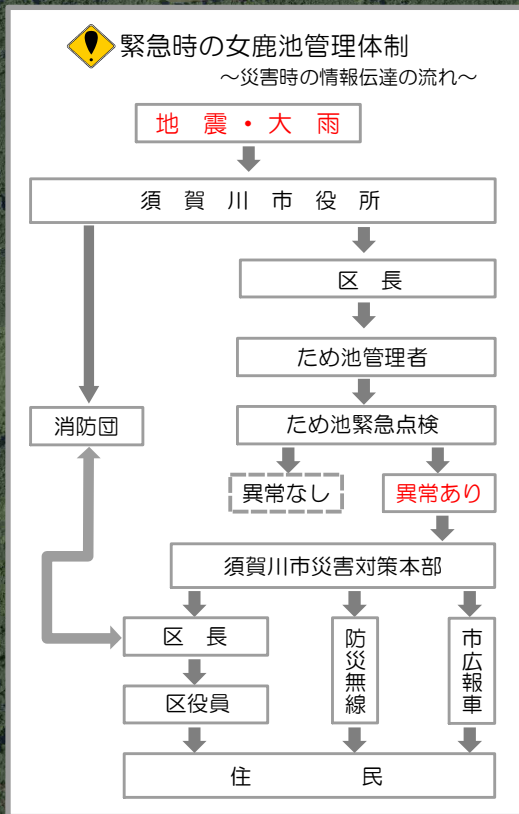 緊急時の女鹿池管理体制
～災害時の情報伝達の流れ～
地震・大雨
須賀川市役所
区長
ため池管理者
消防団
ため池緊急点検
異常なし
異常あり
須賀川市災害対策本部
区長
防災無線
市広報車
区役員
住民